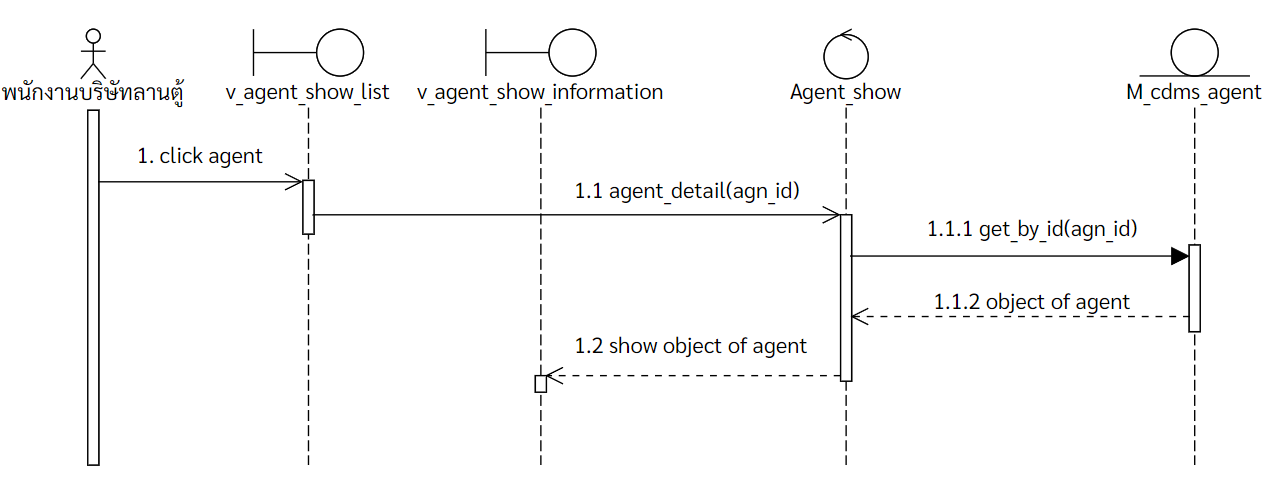 พนักงานบริษัทลานตู้
v_agent_show_list
v_agent_show_information
Agent_show
M_cdms_agent
1. click agent
1.1 agent_detail(agn_id)
1.1.1 get_by_id(agn_id)
1.1.2 object of agent
1.2 show object of agent